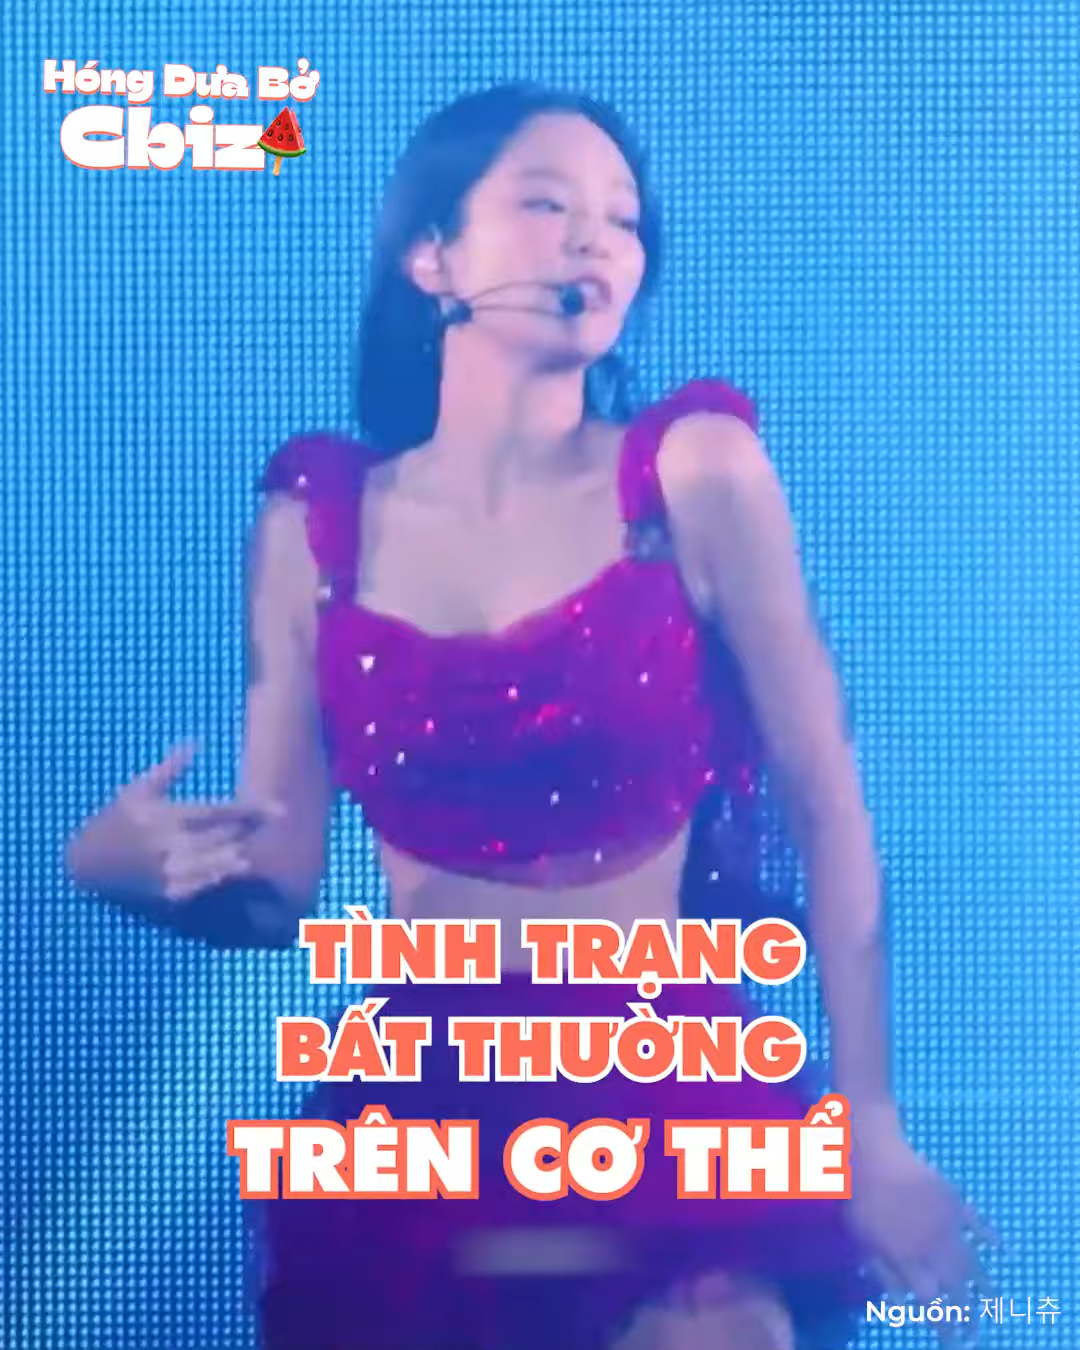 Hóng Dưa Bở
Cbiz
TÌNH TRẠNG
BẤT THƯỜNG
TRÊN CƠ THỂ
Nguồn: 제니츄